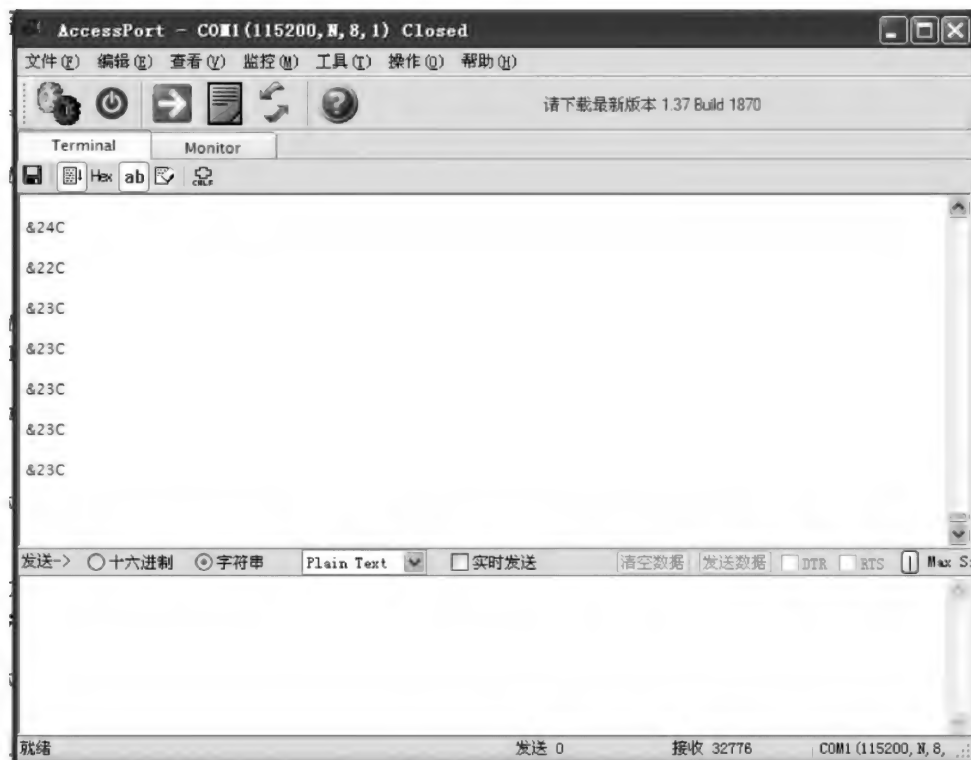 AccessPort - COM1(115200,N,8,1) Closed
文件(F) 编辑(E) 查看(V) 监控(M) 工具(T) 操作(O) 帮助(H)
请下载最新版本 1.37 Build 1870
Terminal Monitor
Hex ab CRLF
&24C
&22C
&23C
&23C
&23C
&23C
&23C
发送-> 十六进制 字符串 Plain Text 实时发送 清空数据 发送数据 DTR RTS Max S
就绪 发送 0 接收 32776 COM1 (115200, N, 8,